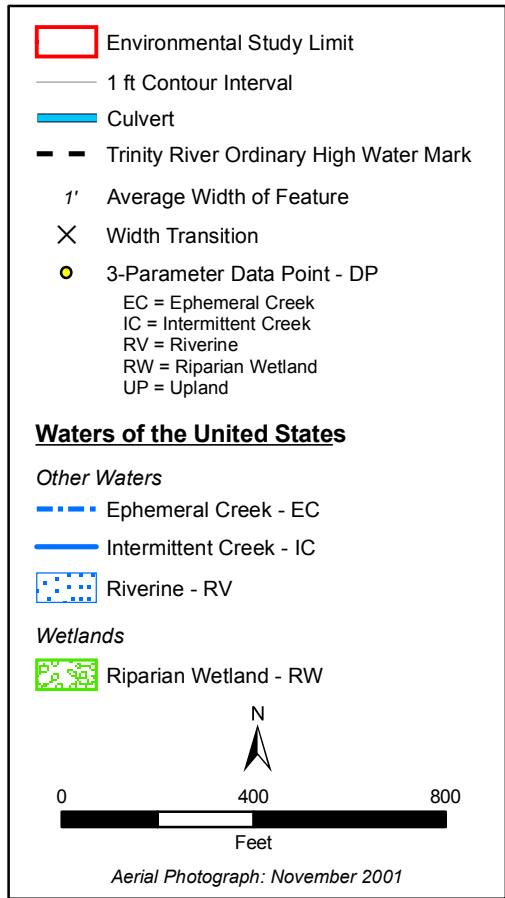 Environmental Study Limit
1 ft Contour Interval
Culvert
Trinity River Ordinary High Water Mark
1' Average Width of Feature
Width Transition
3-Parameter Data Point - DP
EC = Ephemeral Creek
IC = Intermittent Creek
RV = Riverine
RW = Riparian Wetland
UP = Upland
Waters of the United States
Other Waters
Ephemeral Creek - EC
Intermittent Creek - IC
Riverine - RV
Wetlands
Riparian Wetland - RW
N
0 400 800
Feet
Aerial Photograph: November 2001